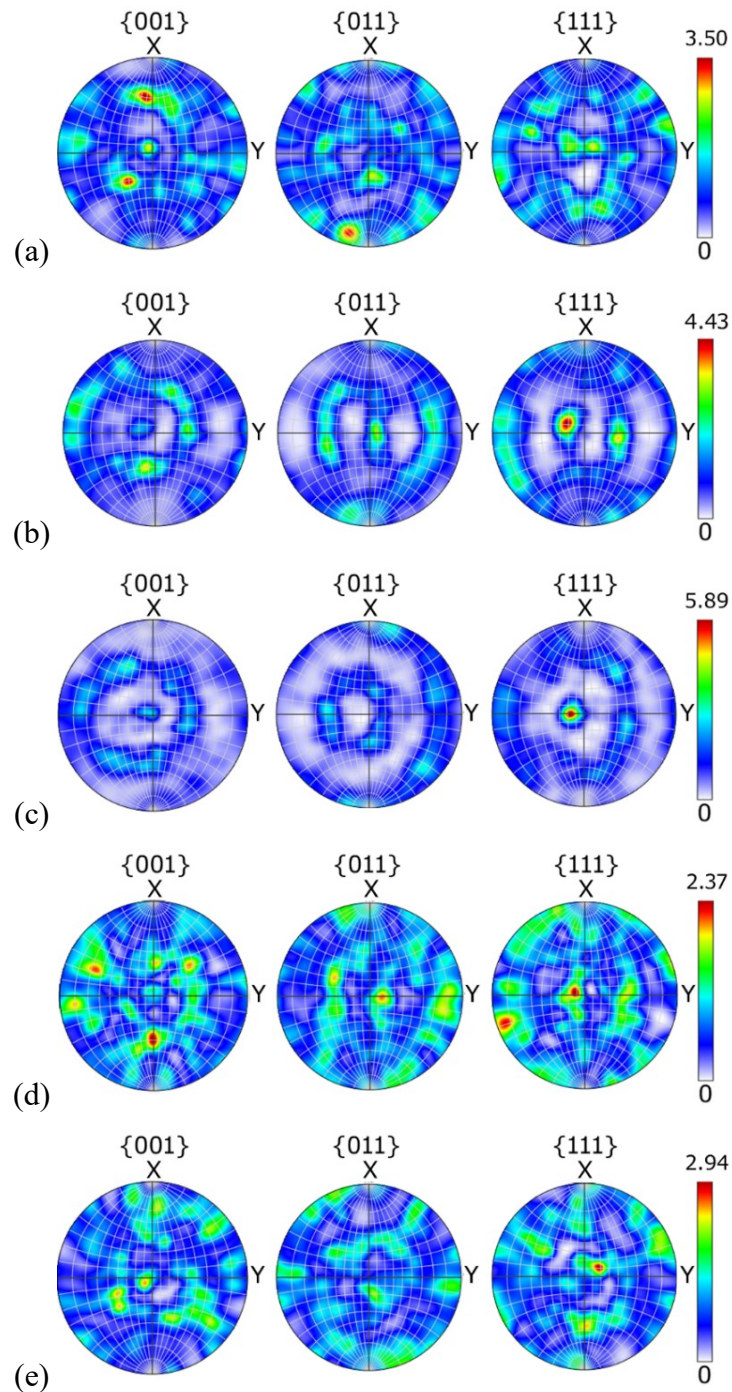 {001} {011} {111}
X X X 3.50
Y Y Y
0
(a)
{001} {011} {111}
X X X 4.43
Y Y Y
0
(b)
{001} {011} {111}
X X X 5.89
Y Y Y
0
(c)
{001} {011} {111}
X X X 2.37
Y Y Y
0
(d)
{001} {011} {111}
X X X 2.94
Y Y Y
0
(e)